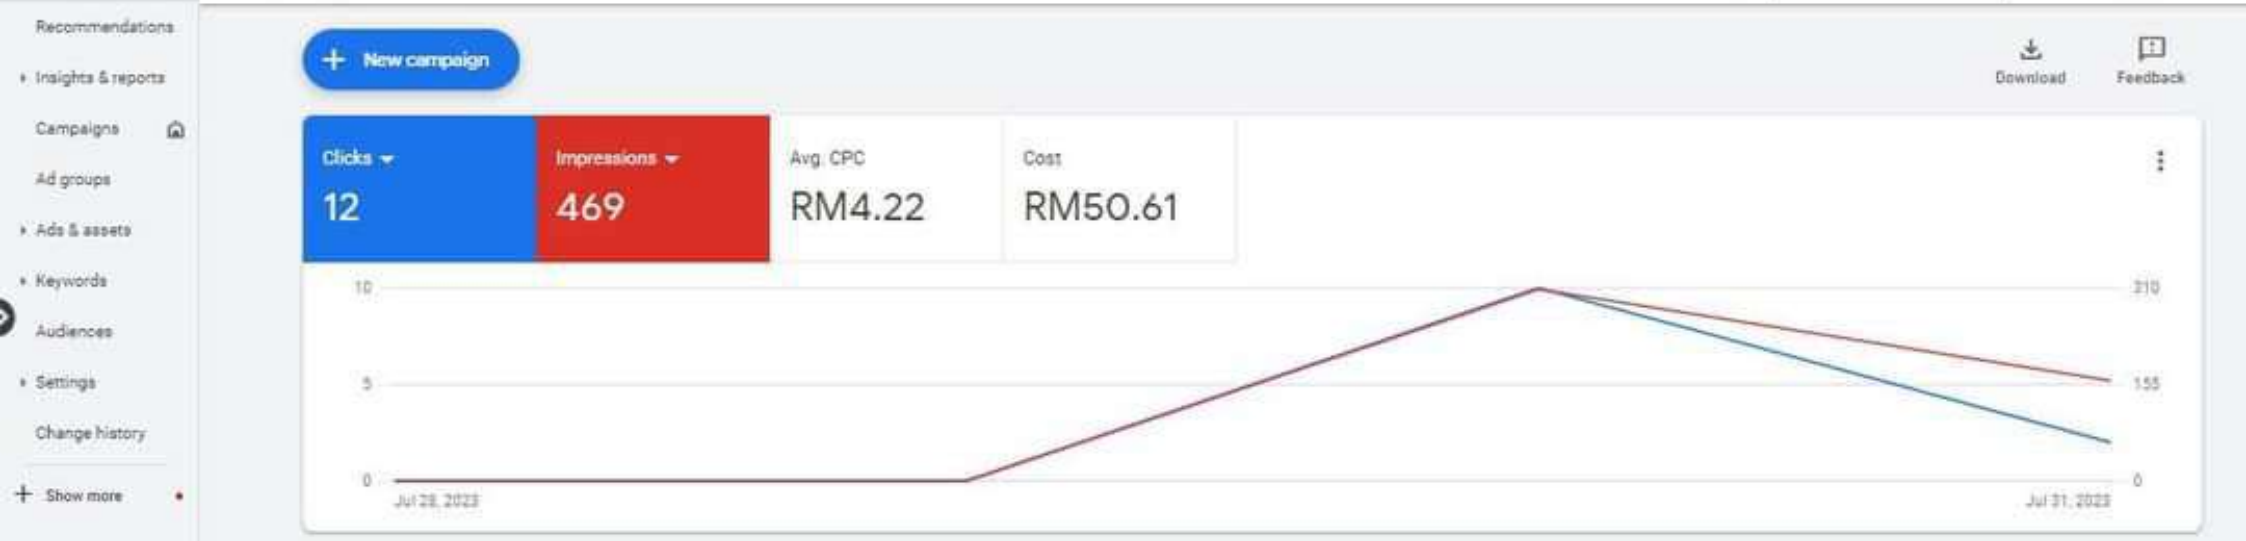 Recommendations
Insights & reports
Campaigns
Ad groups
Ads & assets
Keywords
Audiences
Settings
Change history
Show more
New campaign
Download
Feedback
Clicks
12
Impressions
469
Avg. CPC
RM4.22
Cost
RM50.61
10
5
0
310
155
0
Jul 28, 2023
Jul 31, 2023